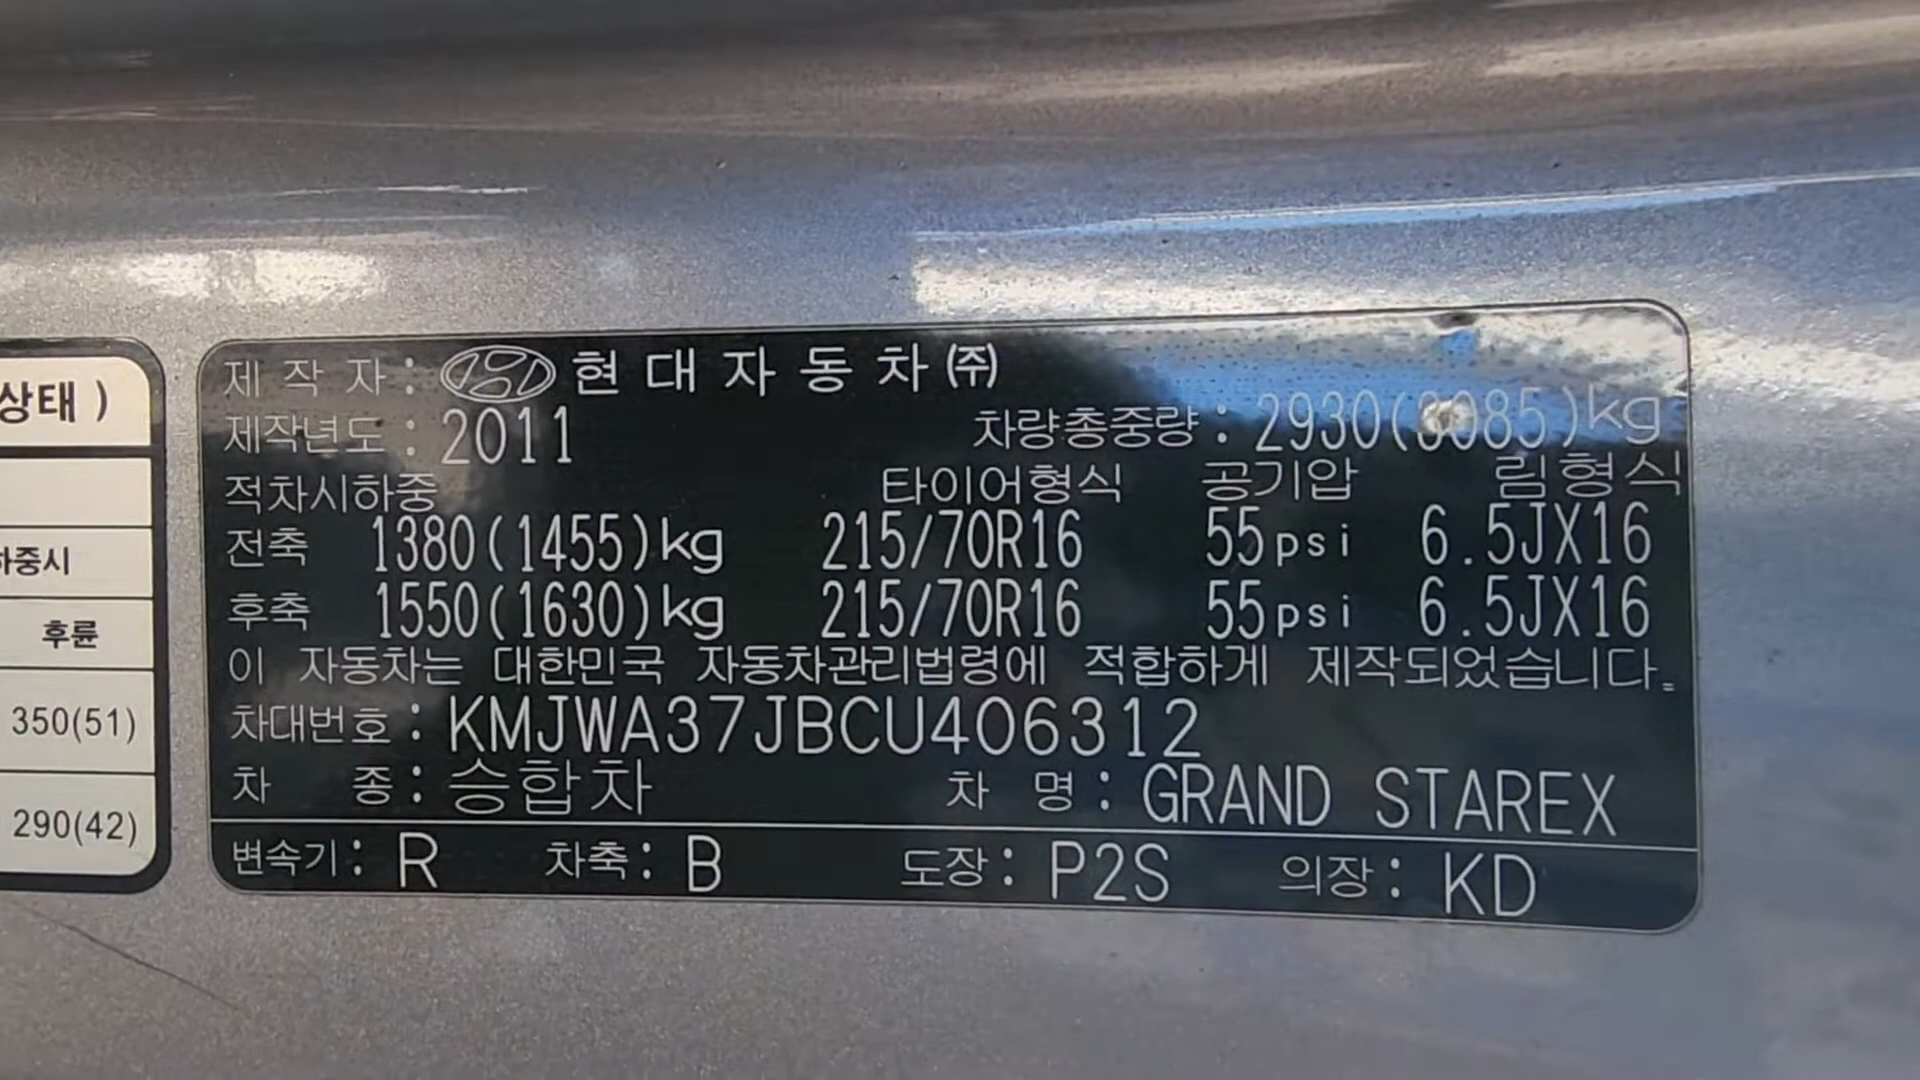 상태 )
하중시
후륜
350(51)
290(42)
제 작 자 : 현 대 자 동 차 ㈜
제작년도 : 2011 차량총중량 : 2930(3085)kg
적차시하중 타이어형식 공기압 림형식
전축 1380(1455)kg 215/70R16 55psi 6.5JX16
후축 1550(1630)kg 215/70R16 55psi 6.5JX16
이 자동차는 대한민국 자동차관리법령에 적합하게 제작되었습니다.
차대번호 : KMJWA37JBCU406312
차 종 : 승합차 차 명 : GRAND STAREX
변속기 : R 차축 : B 도장 : P2S 의장 : KD